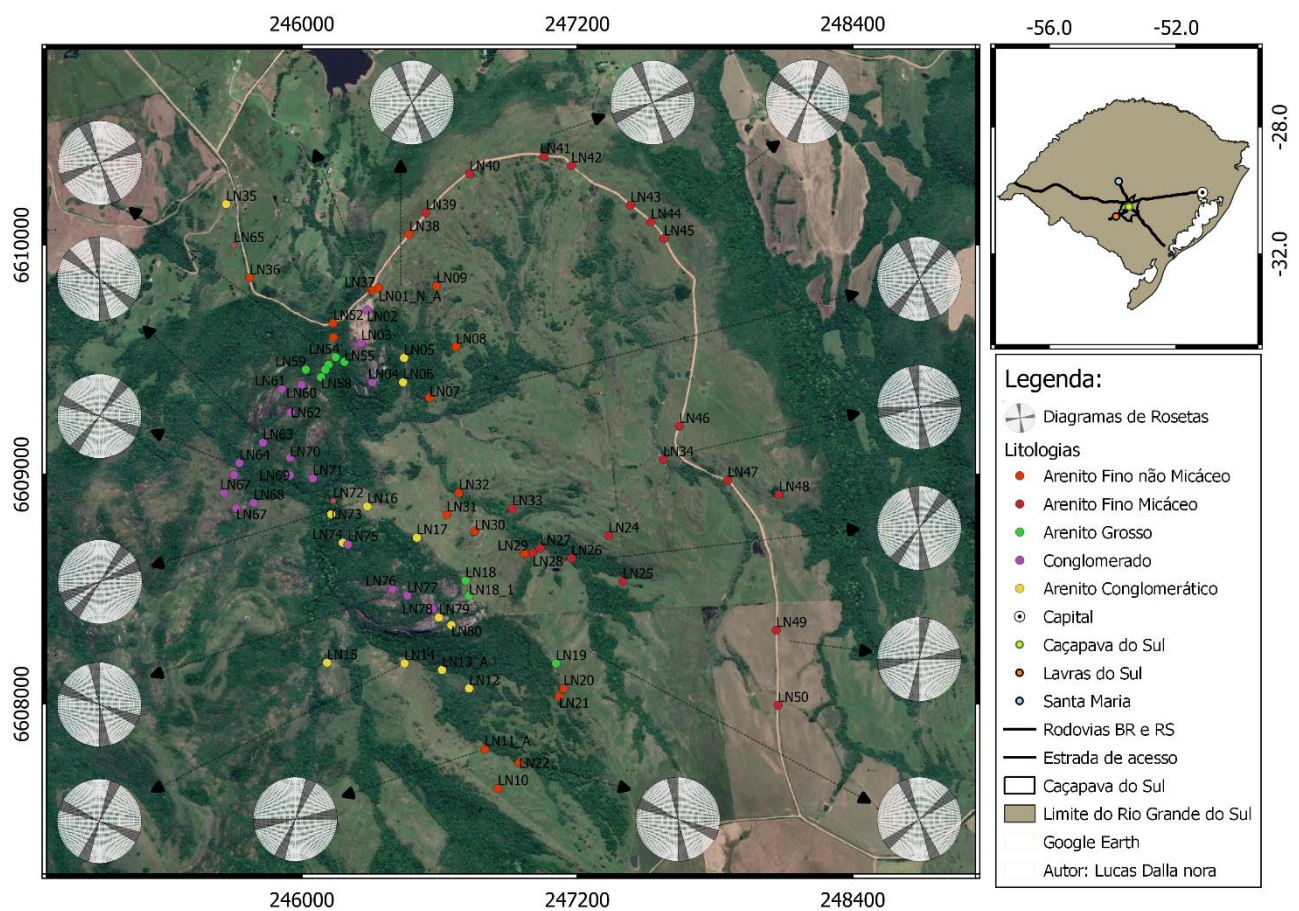 246000 247200 248400
-56.0 -52.0
-28.0
-32.0
6610000
6609000
6608000
LN41
LN40
LN42
LN35
LN39
LN43
LN44
LN38
LN45
LN65
LN36
LN37
LN09
LN01_N_A
LN02
LN52
LN03
LN54
LN55
LN05
LN08
LN59
LN58
LN04
LN06
LN61
LN60
LN07
LN62
LN46
LN63
LN64
LN70
LN34
LN69
LN71
LN47
LN67
LN68
LN72
LN16
LN32
LN48
LN67
LN73
LN31
LN33
LN74
LN75
LN17
LN30
LN24
LN29
LN27
LN26
LN28
LN18
LN25
LN76
LN77
LN18_1
LN78
LN79
LN80
LN49
LN15
LN14
LN13_A
LN19
LN12
LN20
LN21
LN50
LN11_A
LN22
LN10
246000 247200 248400
Legenda:
Diagramas de Rosetas
Litologias
Arenito Fino não Micáceo
Arenito Fino Micáceo
Arenito Grosso
Conglomerado
Arenito Conglomerático
Capital
Caçapava do Sul
Lavras do Sul
Santa Maria
Rodovias BR e RS
Estrada de acesso
Caçapava do Sul
Limite do Rio Grande do Sul
Google Earth
Autor: Lucas Dalla nora